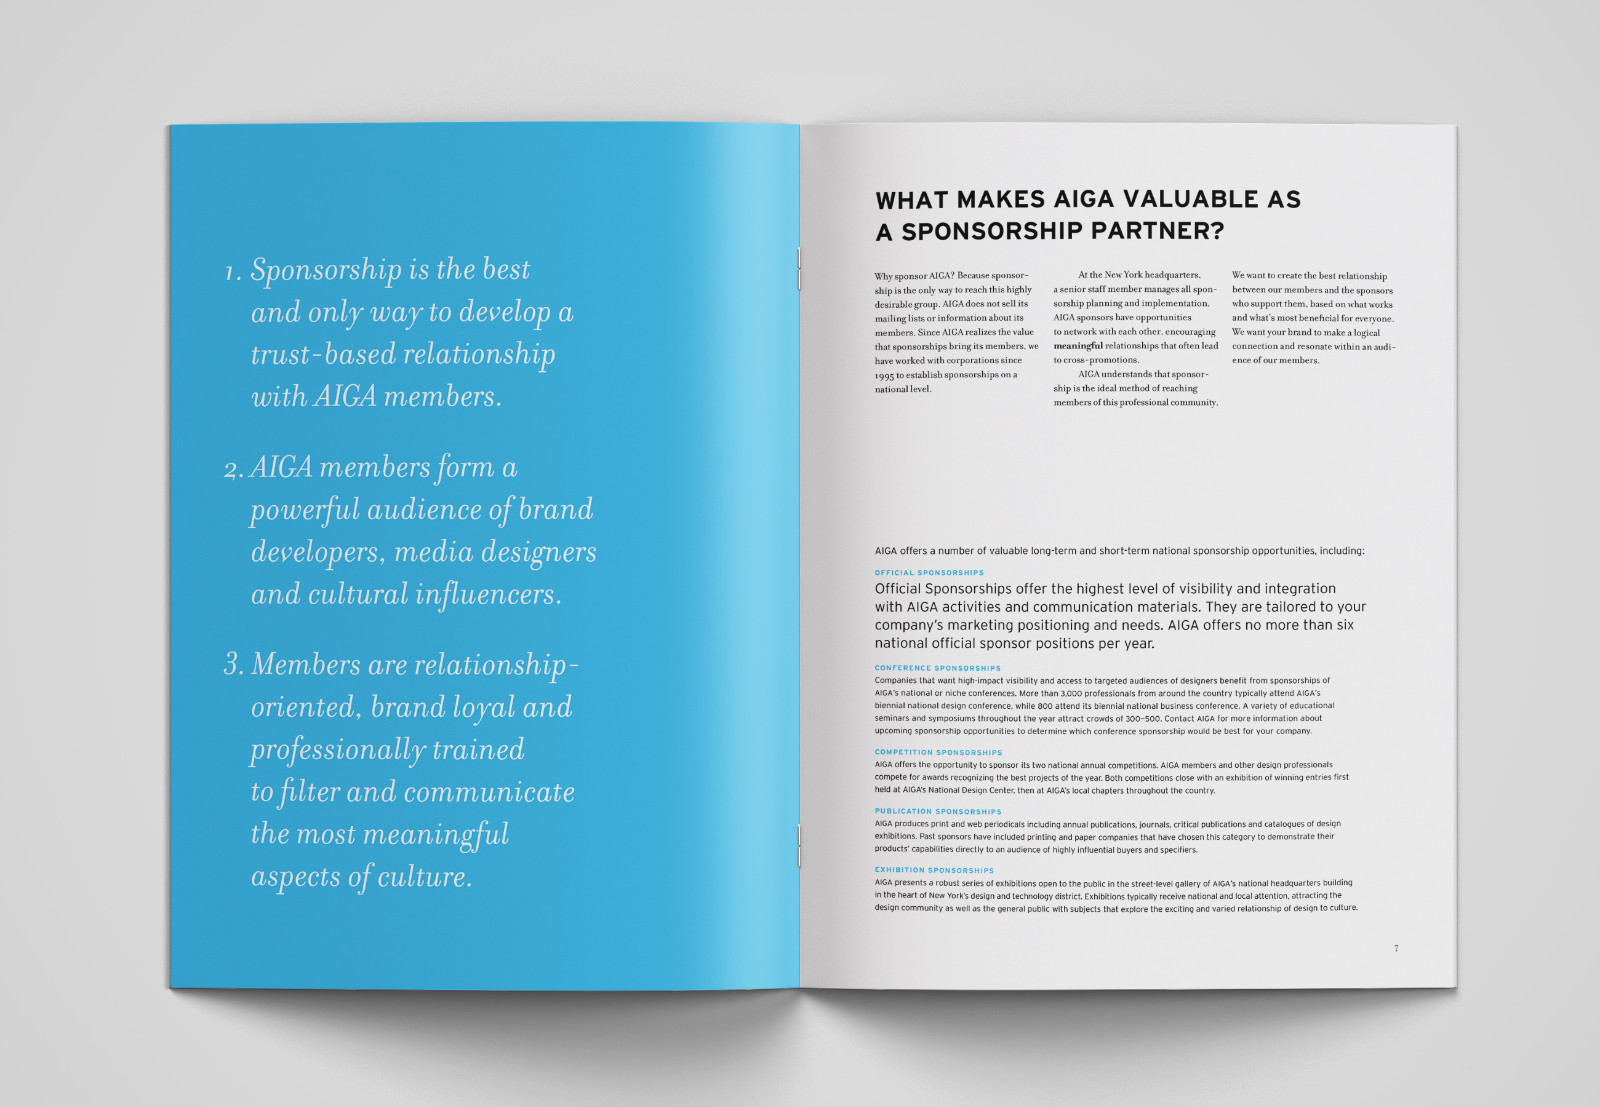 1. Sponsorship is the best
and only way to develop a
trust-based relationship
with AIGA members.
2. AIGA members form a
powerful audience of brand
developers, media designers
and cultural influencers.
3. Members are relationship-
oriented, brand loyal and
professionally trained
to filter and communicate
the most meaningful
aspects of culture.
WHAT MAKES AIGA VALUABLE AS
A SPONSORSHIP PARTNER?
Why sponsor AIGA? Because sponsor-
ship is the only way to reach this highly
desirable group. AIGA does not sell its
mailing lists or information about its
members. Since AIGA realizes the value
that sponsorships bring its members, we
have worked with corporations since
1995 to establish sponsorships on a
national level.
At the New York headquarters,
a senior staff member manages all spon-
sorship planning and implementation.
AIGA sponsors have opportunities
to network with each other, encouraging
meaningful relationships that often lead
to cross-promotions.
AIGA understands that sponsor-
ship is the ideal method of reaching
members of this professional community.
We want to create the best relationship
between our members and the sponsors
who support them, based on what works
and what's most beneficial for everyone.
We want your brand to make a logical
connection and resonate within an audi-
ence of our members.
AIGA offers a number of valuable long-term and short-term national sponsorship opportunities, including:
OFFICIAL SPONSORSHIPS
Official Sponsorships offer the highest level of visibility and integration
with AIGA activities and communication materials. They are tailored to your
company's marketing positioning and needs. AIGA offers no more than six
national official sponsor positions per year.
CONFERENCE SPONSORSHIPS
Companies that want high-impact visibility and access to targeted audiences of designers benefit from sponsorships of
AIGA's national or niche conferences. More than 3,000 professionals from around the country typically attend AIGA's
biennial national design conference, while 800 attend its biennial national business conference. A variety of educational
seminars and symposiums throughout the year attract crowds of 300–500. Contact AIGA for more information about
upcoming sponsorship opportunities to determine which conference sponsorship would be best for your company.
COMPETITION SPONSORSHIPS
AIGA offers the opportunity to sponsor its two national annual competitions. AIGA members and other design professionals
compete for awards recognizing the best projects of the year. Both competitions close with an exhibition of winning entries first
held at AIGA's National Design Center, then at AIGA's local chapters throughout the country.
PUBLICATION SPONSORSHIPS
AIGA produces print and web periodicals including annual publications, journals, critical publications and catalogues of design
exhibitions. Past sponsors have included printing and paper companies that have chosen this category to demonstrate their
products' capabilities directly to an audience of highly influential buyers and specifiers.
EXHIBITION SPONSORSHIPS
AIGA presents a robust series of exhibitions open to the public in the street-level gallery of AIGA's national headquarters building
in the heart of New York's design and technology district. Exhibitions typically receive national and local attention, attracting the
design community as well as the general public with subjects that explore the exciting and varied relationship of design to culture.
7